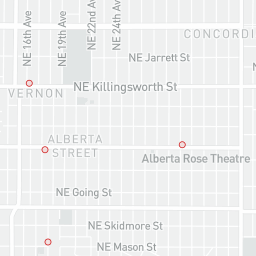 NE 16th Ave
NE 19th Ave
NE 22nd Ave
NE 24th Ave
CONCORDI
NE Jarrett St
NE Killingsworth St
VERNON
ALBERTA
STREET
Alberta Rose Theatre
NE Going St
NE Skidmore St
NE Mason St